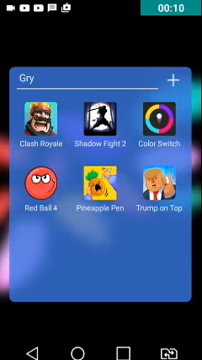 00:10
Gry
Clash Royale
Shadow Fight 2
Color Switch
Red Ball 4
Pineapple Pen
Trump on Top